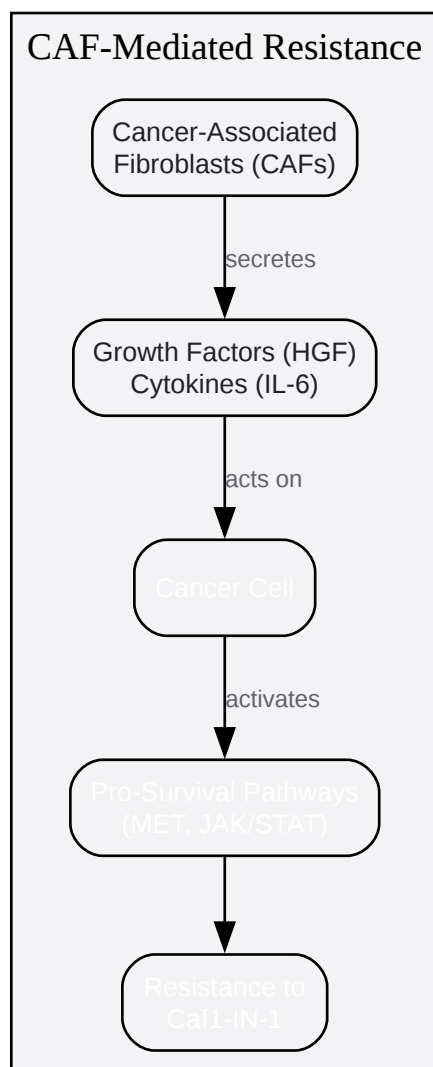 CAF-Mediated Resistance
Cancer-Associated
Fibroblasts (CAFs)
secretes
Growth Factors (HGF)
Cytokines (IL-6)
acts on
Cancer Cell
activates
Pro-Survival Pathways
(MET, JAK/STAT)
Resistance to
Caf1-IN-1